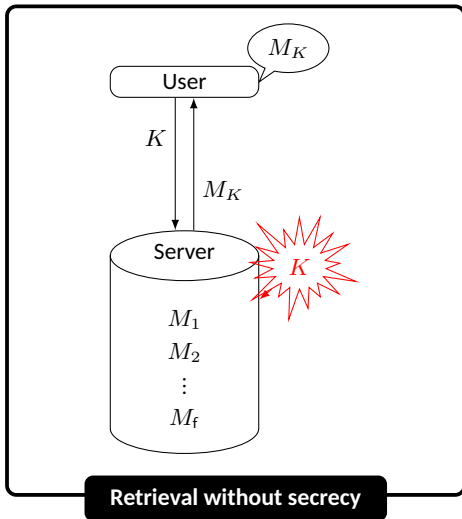 M_K
User
K
M_K
Server
K
M_1
M_2
⋮
M_f
Retrieval without secrecy